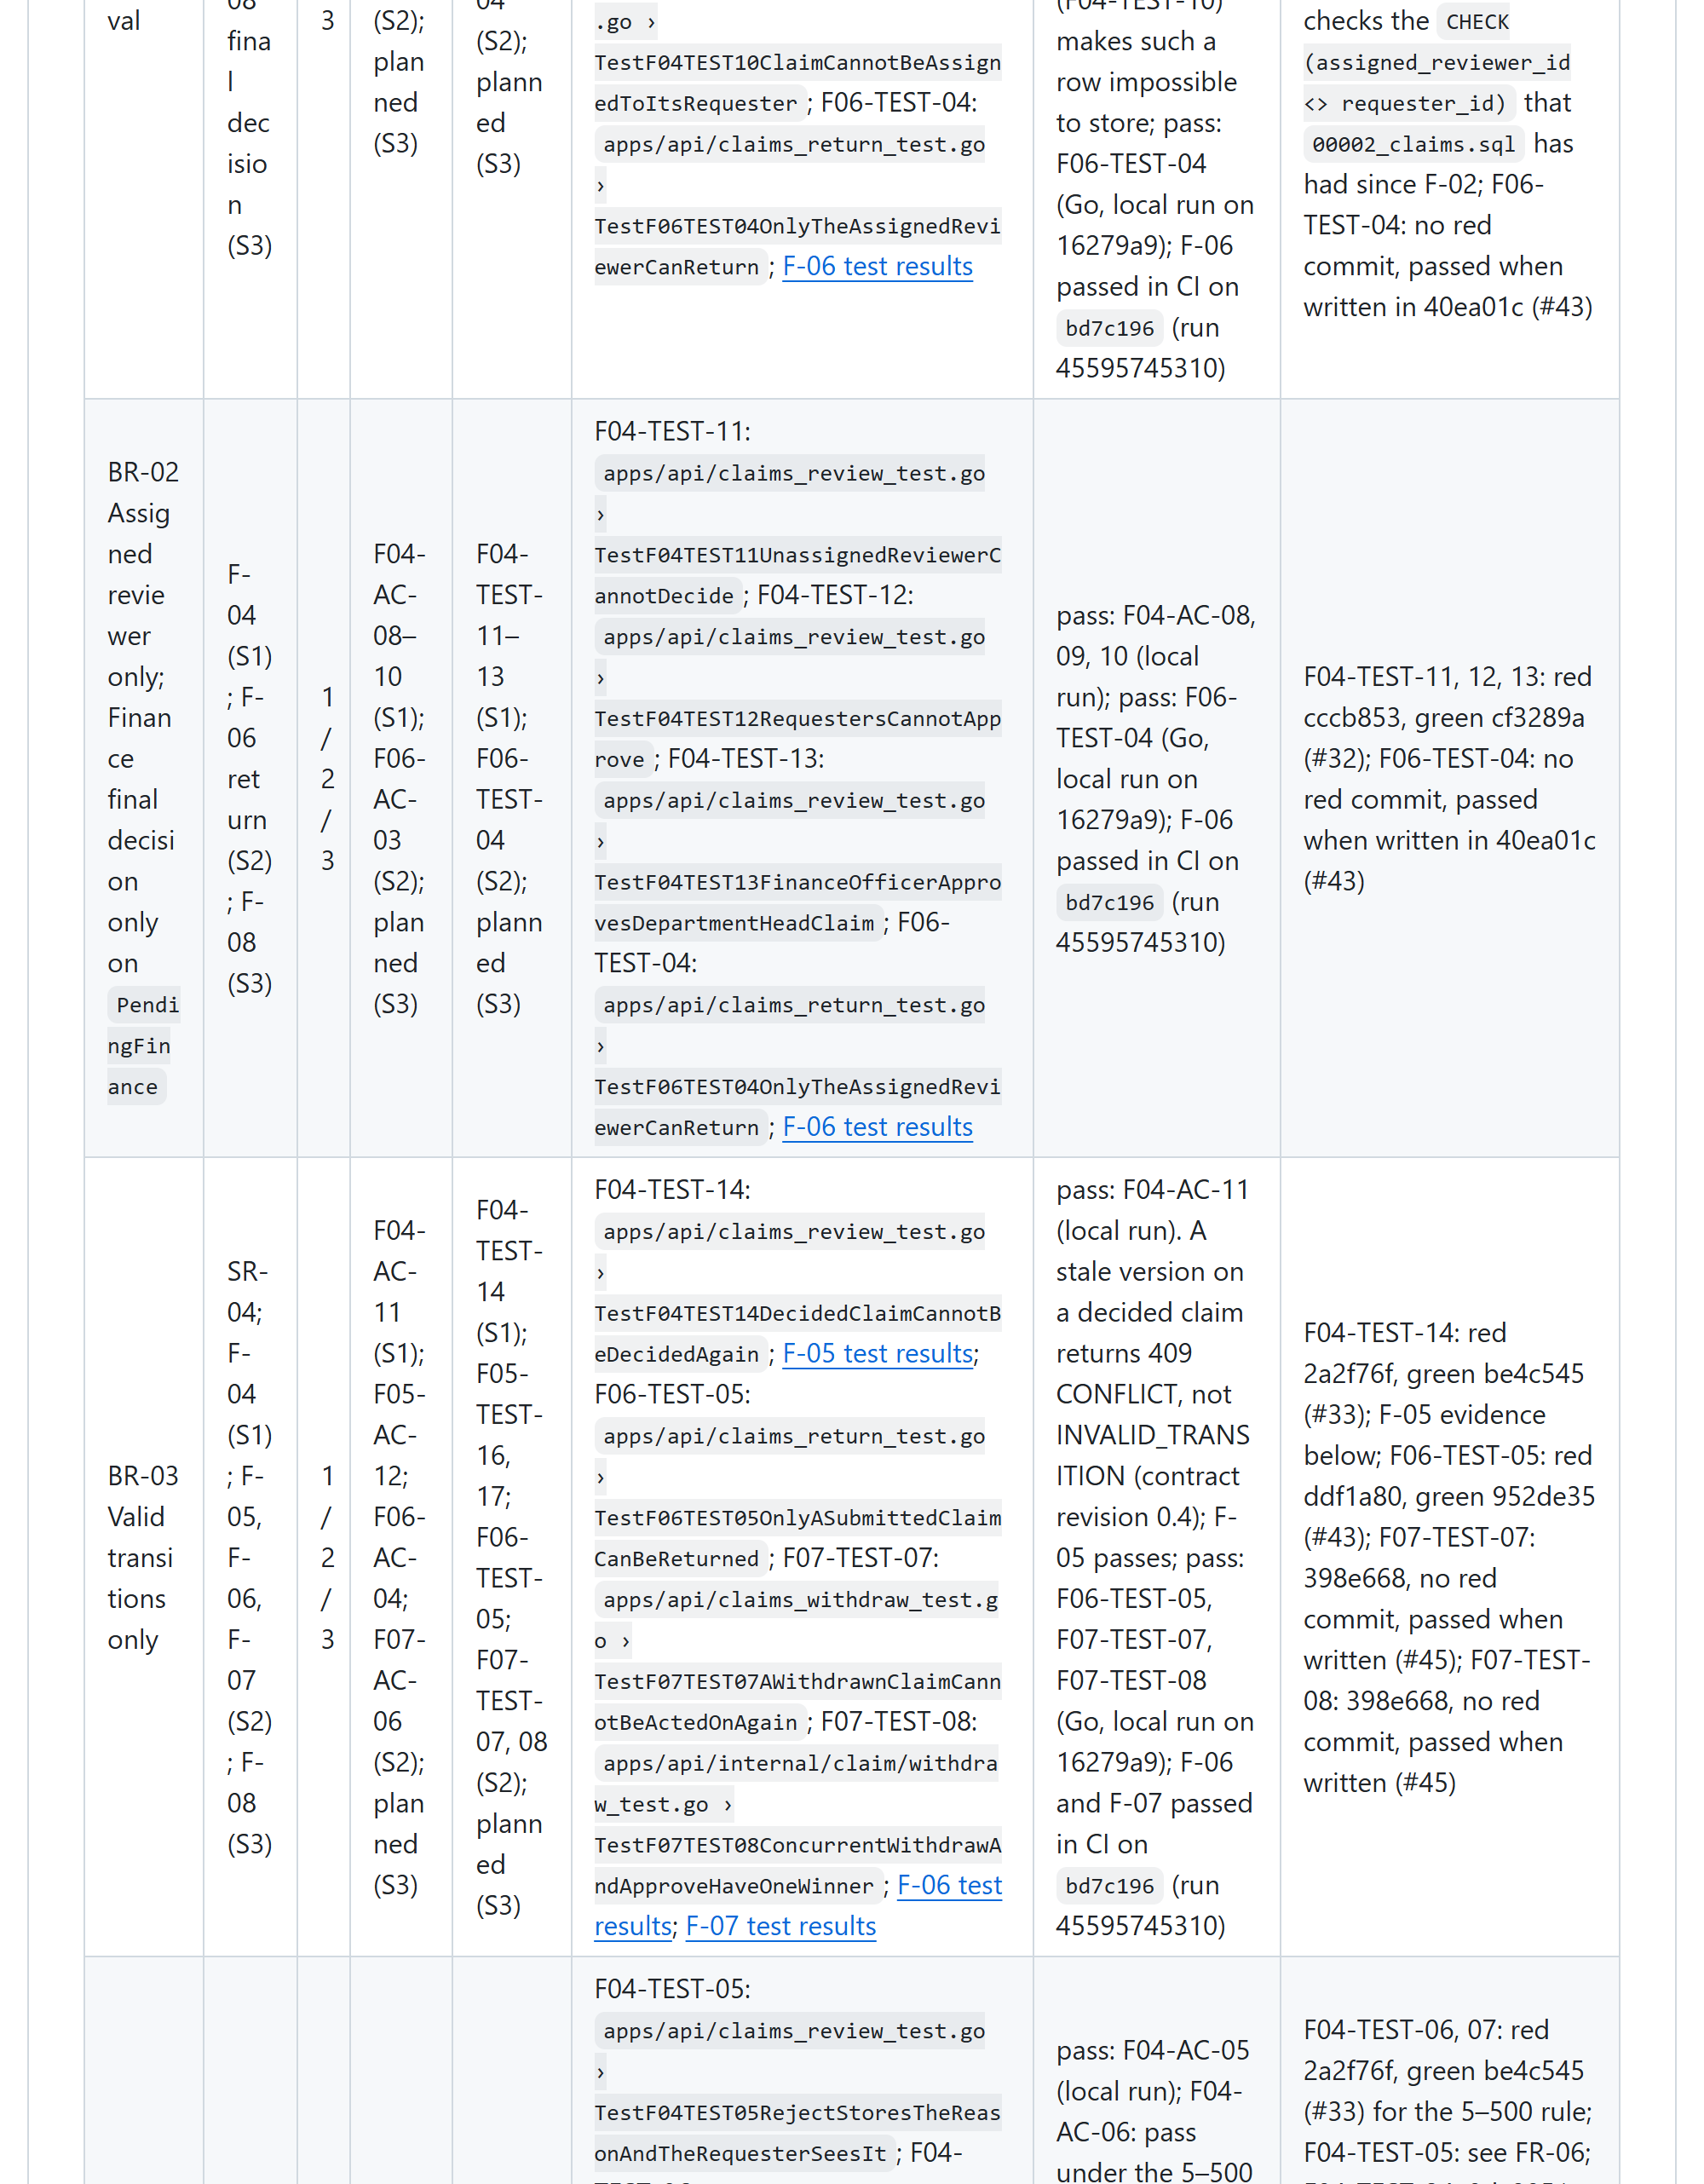 val
08
fina
l
dec
isio
n
(S3)
3
(S2);
plan
ned
(S3)
04
(S2);
plann
ed
(S3)
.go ›
TestF04TEST10ClaimCannotBeAssign
edToItsRequester; F06-TEST-04:
apps/api/claims_return_test.go
›
TestF06TEST04OnlyTheAssignedRevi
ewerCanReturn; F-06 test results
(F04-TEST-10)
makes such a
row impossible
to store; pass:
F06-TEST-04
(Go, local run on
16279a9); F-06
passed in CI on
bd7c196 (run
45595745310)
checks the CHECK
(assigned_reviewer_id
<> requester_id) that
00002_claims.sql has
had since F-02; F06-
TEST-04: no red
commit, passed when
written in 40ea01c (#43)
BR-02
Assig
ned
revie
wer
only;
Finan
ce
final
decisi
on
only
on
Pendi
ngFin
ance
F-
04
(S1)
; F-
06
ret
urn
(S2)
; F-
08
(S3)
1
/
2
/
3
F04-
AC-
08–
10
(S1);
F06-
AC-
03
(S2);
plan
ned
(S3)
F04-
TEST-
11–
13
(S1);
F06-
TEST-
04
(S2);
plann
ed
(S3)
F04-TEST-11:
apps/api/claims_review_test.go
›
TestF04TEST11UnassignedReviewerC
annotDecide; F04-TEST-12:
apps/api/claims_review_test.go
›
TestF04TEST12RequestersCannotApp
rove; F04-TEST-13:
apps/api/claims_review_test.go
›
TestF04TEST13FinanceOfficerAppro
vesDepartmentHeadClaim; F06-
TEST-04:
apps/api/claims_return_test.go
›
TestF06TEST04OnlyTheAssignedRevi
ewerCanReturn; F-06 test results
pass: F04-AC-08,
09, 10 (local
run); pass: F06-
TEST-04 (Go,
local run on
16279a9); F-06
passed in CI on
bd7c196 (run
45595745310)
F04-TEST-11, 12, 13: red
cccb853, green cf3289a
(#32); F06-TEST-04: no
red commit, passed
when written in 40ea01c
(#43)
BR-03
Valid
transi
tions
only
SR-
04;
F-
04
(S1)
; F-
05,
F-
06,
F-
07
(S2)
; F-
08
(S3)
1
/
2
/
3
F04-
AC-
11
(S1);
F05-
AC-
12;
F06-
AC-
04;
F07-
AC-
06
(S2);
plan
ned
(S3)
F04-
TEST-
14
(S1);
F05-
TEST-
16,
17;
F06-
TEST-
05;
F07-
TEST-
07, 08
(S2);
plann
ed
(S3)
F04-TEST-14:
apps/api/claims_review_test.go
›
TestF04TEST14DecidedClaimCannotB
eDecidedAgain; F-05 test results;
F06-TEST-05:
apps/api/claims_return_test.go
›
TestF06TEST05OnlyASubmittedClaim
CanBeReturned; F07-TEST-07:
apps/api/claims_withdraw_test.g
o ›
TestF07TEST07AWithdrawnClaimCann
otBeActedOnAgain; F07-TEST-08:
apps/api/internal/claim/withdra
w_test.go ›
TestF07TEST08ConcurrentWithdrawA
ndApproveHaveOneWinner; F-06 test
results; F-07 test results
pass: F04-AC-11
(local run). A
stale version on
a decided claim
returns 409
CONFLICT, not
INVALID_TRANS
ITION (contract
revision 0.4); F-
05 passes; pass:
F06-TEST-05,
F07-TEST-07,
F07-TEST-08
(Go, local run on
16279a9); F-06
and F-07 passed
in CI on
bd7c196 (run
45595745310)
F04-TEST-14: red
2a2f76f, green be4c545
(#33); F-05 evidence
below; F06-TEST-05: red
ddf1a80, green 952de35
(#43); F07-TEST-07:
398e668, no red
commit, passed when
written (#45); F07-TEST-
08: 398e668, no red
commit, passed when
written (#45)
F04-TEST-05:
apps/api/claims_review_test.go
›
TestF04TEST05RejectStoresTheReas
onAndTheRequesterSeesIt; F04-
pass: F04-AC-05
(local run); F04-
AC-06: pass
under the 5–500
F04-TEST-06, 07: red
2a2f76f, green be4c545
(#33) for the 5–500 rule;
F04-TEST-05: see FR-06;